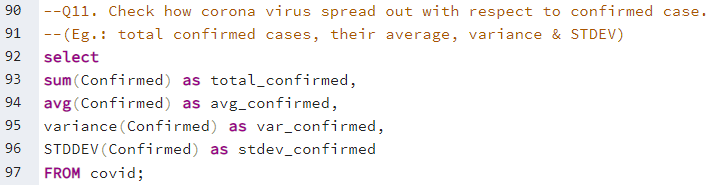 90 --Q11. Check how corona virus spread out with respect to confirmed case.
91 --(Eg.: total confirmed cases, their average, variance & STDEV)
92 select
93 sum(Confirmed) as total_confirmed,
94 avg(Confirmed) as avg_confirmed,
95 variance(Confirmed) as var_confirmed,
96 STDDEV(Confirmed) as stdev_confirmed
97 FROM covid;